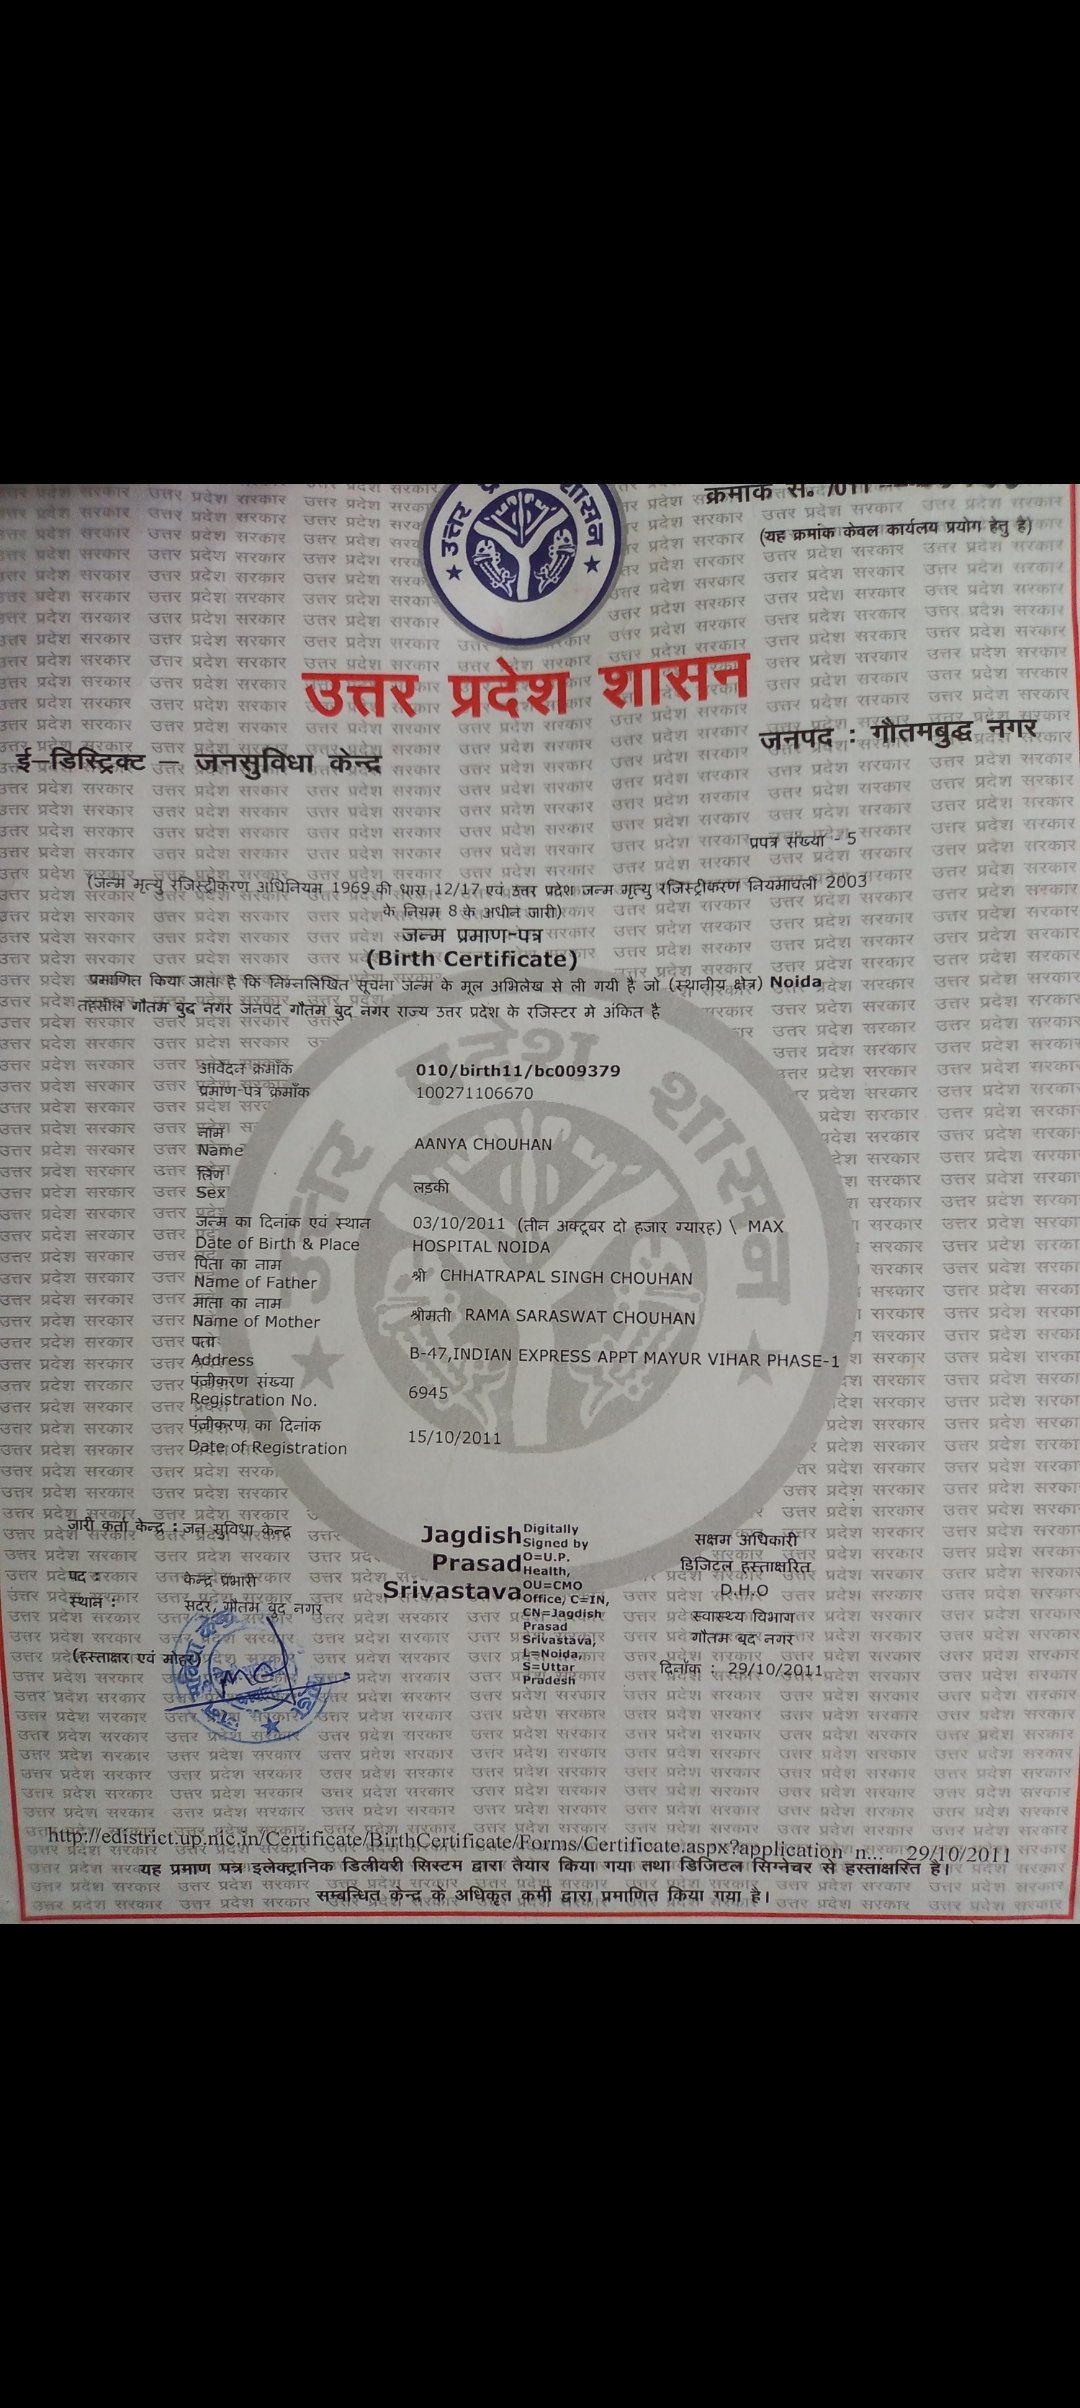 उत्तर प्रदेश शासन
क्रमांक सं.
(यह क्रमांक केवल कार्यालय प्रयोग हेतु है)
उत्तर प्रदेश शासन
ई-डिस्ट्रिक्ट – जनसुविधा केन्द्र
जनपद : गौतमबुद्ध नगर
प्रपत्र संख्या - 5
(जन्म मृत्यु रजिस्ट्रीकरण अधिनियम 1969 की धारा 12/17 एवं उत्तर प्रदेश जन्म मृत्यु रजिस्ट्रीकरण नियमावली 2003
के नियम 8 के अधीन जारी)
जन्म प्रमाण-पत्र
(Birth Certificate)
प्रमाणित किया जाता है कि निम्नलिखित सूचना जन्म के मूल अभिलेख से ली गयी है जो (स्थानीय क्षेत्र) Noida
तहसील गौतम बुद्ध नगर जनपद गौतम बुद नगर राज्य उत्तर प्रदेश के रजिस्टर मे अंकित है
आवेदन क्रमाँक 010/birth11/bc009379
प्रमाण-पत्र क्रमाँक 100271106670
नाम
Name AANYA CHOUHAN
लिंग
Sex लडकी
जन्म का दिनांक एवं स्थान 03/10/2011 (तीन अक्टूबर दो हजार ग्यारह) \ MAX
Date of Birth & Place HOSPITAL NOIDA
पिता का नाम
Name of Father श्री CHHATRAPAL SINGH CHOUHAN
माता का नाम
Name of Mother श्रीमती RAMA SARASWAT CHOUHAN
पता
Address B-47,INDIAN EXPRESS APPT MAYUR VIHAR PHASE-1
पंजीकरण संख्या
Registration No. 6945
पंजीकरण का दिनांक
Date of Registration 15/10/2011
जारी कर्ता केन्द्र : जन सुविधा केन्द्र
पद : केन्द्र प्रभारी
स्थान : सदर, गौतम बुद नगर
(हस्ताक्षर एवं मोहर)
Jagdish
Prasad
Srivastava
Digitally
Signed by
O=U.P.
Health,
OU=CMO
Office, C=IN,
CN=Jagdish
Prasad
Srivastava,
L=Noida,
S=Uttar
Pradesh
सक्षम अधिकारी
डिजिटल हस्ताक्षरित
D.H.O
स्वास्थ्य विभाग
गौतम बुद नगर
दिनांक : 29/10/2011
http://edistrict.up.nic.in/Certificate/BirthCertificate/Forms/Certificate.aspx?application_n... 29/10/2011
यह प्रमाण पत्र इलेक्ट्रानिक डिलीवरी सिस्टम द्वारा तैयार किया गया तथा डिजिटल सिग्नेचर से हस्ताक्षरित है।
सम्बन्धित केन्द्र के अधिकृत कर्मी द्वारा प्रमाणित किया गया है।